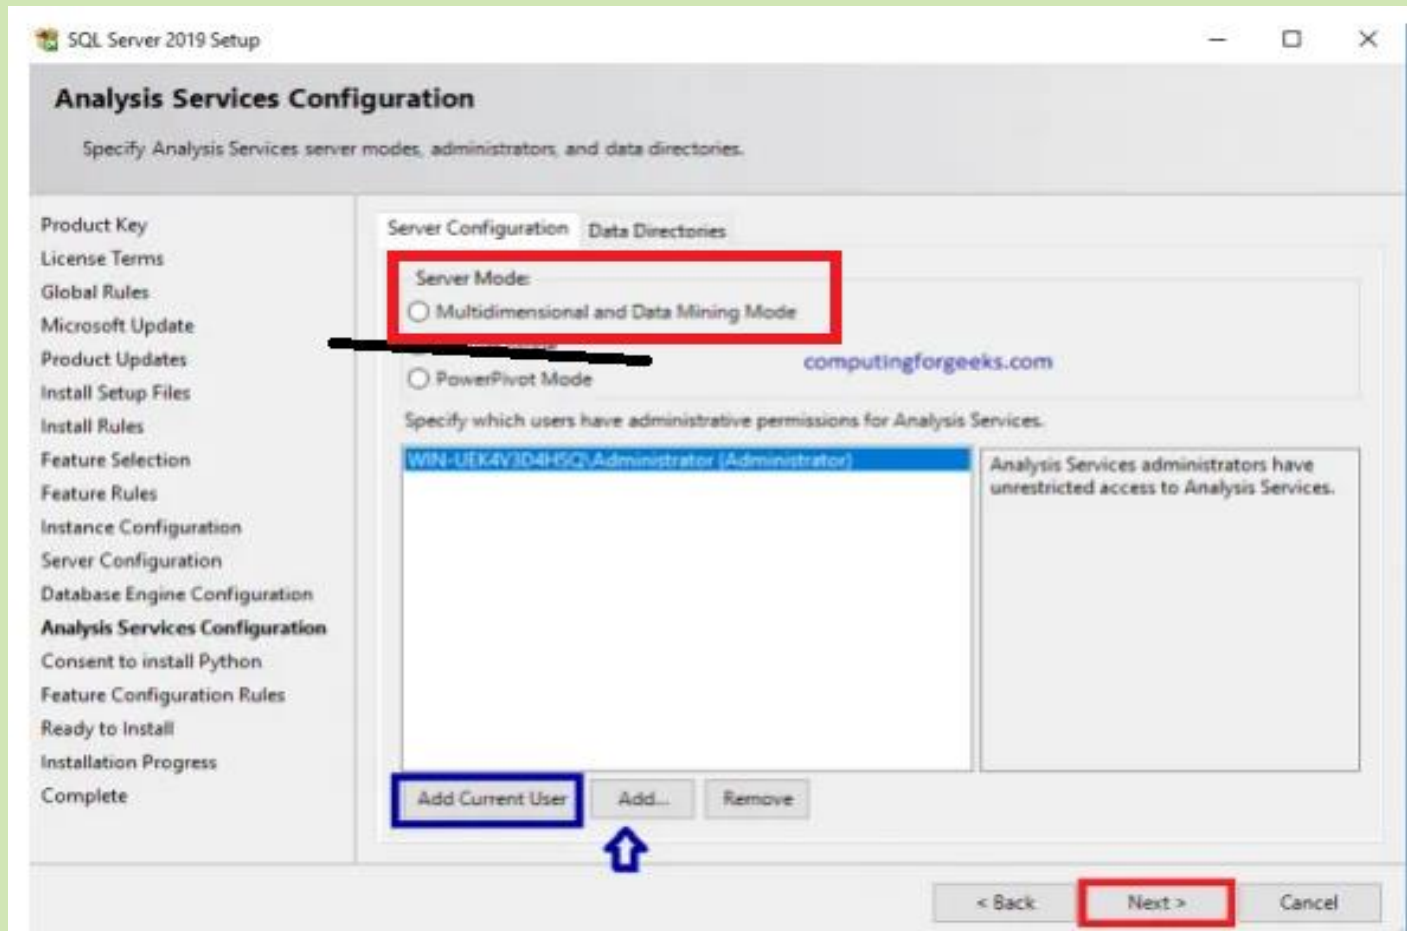 SQL Server 2019 Setup
Analysis Services Configuration
Specify Analysis Services server modes, administrators, and data directories.
Product Key
License Terms
Global Rules
Microsoft Update
Product Updates
Install Setup Files
Install Rules
Feature Selection
Feature Rules
Instance Configuration
Server Configuration
Database Engine Configuration
Analysis Services Configuration
Consent to install Python
Feature Configuration Rules
Ready to Install
Installation Progress
Complete
Server Configuration Data Directories
Server Mode:
Multidimensional and Data Mining Mode
computingforgeeks.com
PowerPivot Mode
Specify which users have administrative permissions for Analysis Services.
WIN-UEK4V3D4HSQ\Administrator (Administrator)
Analysis Services administrators have
unrestricted access to Analysis Services.
Add Current User Add... Remove
< Back Next > Cancel